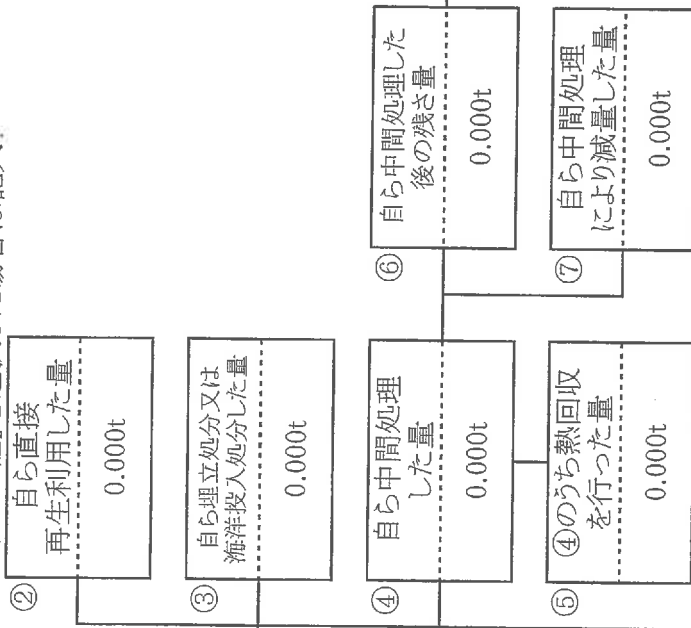 ②
自ら直接
再生利用した量
0.000t
③
自ら埋立処分又は
海洋投入処分した量
0.000t
④
自ら中間処理
した量
0.000t
⑤
④のうち熱回収
を行った量
0.000t
⑥
自ら中間処理した
後の残さ量
0.000t
⑦
自ら中間処理
により減量した量
0.000t